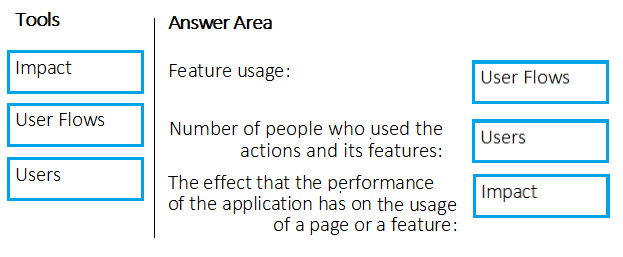 Tools
Answer Area
Impact
User Flows
Users
Feature usage:
User Flows
Number of people who used the
actions and its features:
Users
The effect that the performance
of the application has on the usage
of a page or a feature:
Impact